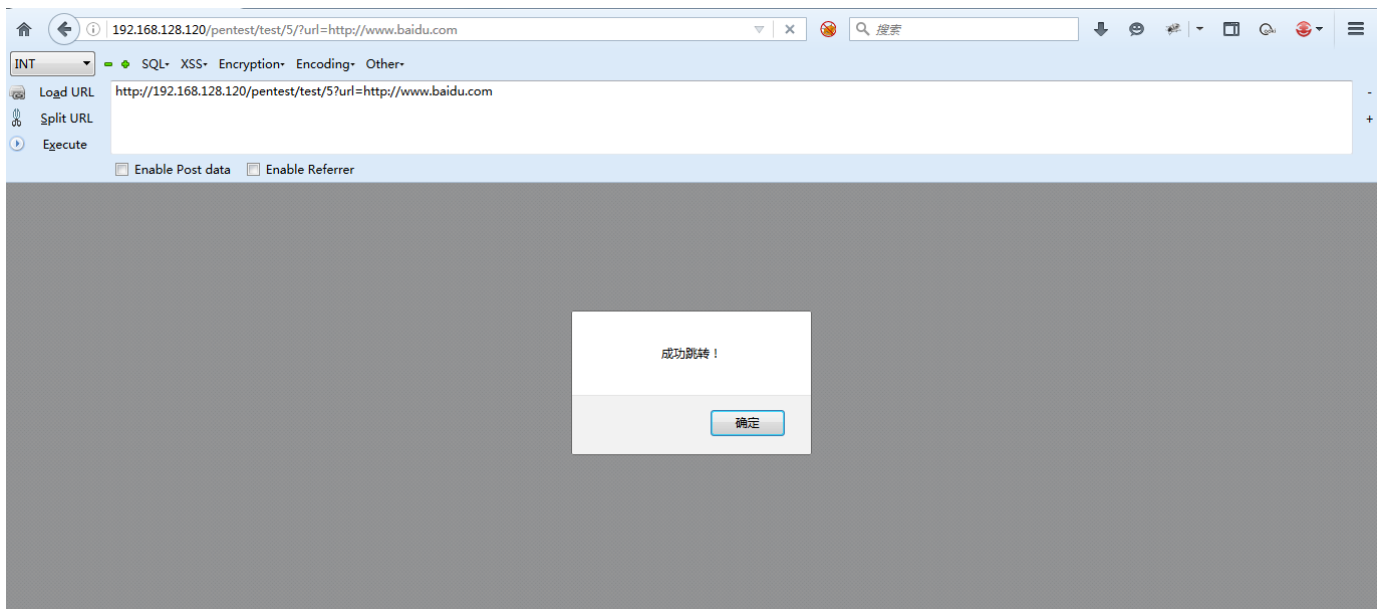 192.168.128.120/pentest/test/5/?url=http://www.baidu.com
搜索
INT
SQL- XSS- Encryption- Encoding- Other-
Load URL
http://192.168.128.120/pentest/test/5?url=http://www.baidu.com
-
Split URL
+
Execute
Enable Post data Enable Referrer
成功跳转！
确定